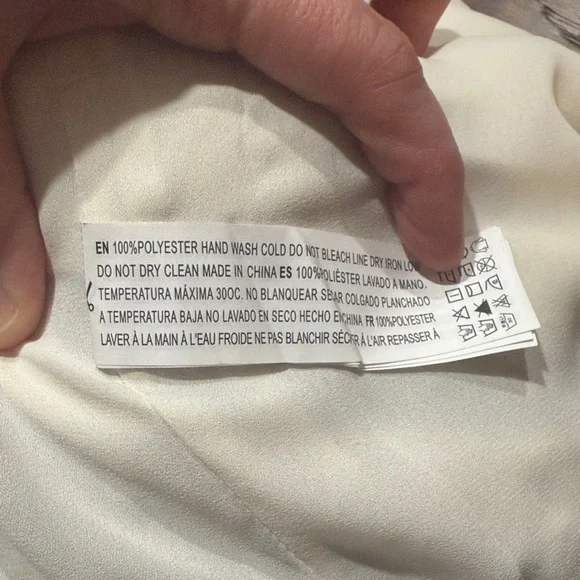 EN 100%POLYESTER HAND WASH COLD DO NOT BLEACH LINE DRY IRON LOW
DO NOT DRY CLEAN MADE IN CHINA ES 100%POLIÉSTER LAVADO A MANO.
TEMPERATURA MÁXIMA 30OC. NO BLANQUEAR SEBAR COLGADO PLANCHADO
A TEMPERATURA BAJA NO LAVADO EN SECO HECHO EN CHINA FR 100%POLYESTER
LAVER À LA MAIN À L'EAU FROIDE NE PAS BLANCHIR SÉCHER À L'AIR REPASSER À